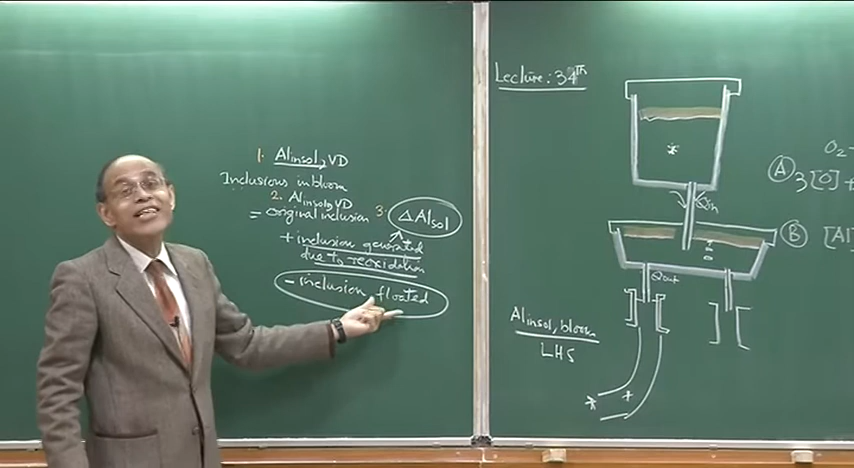 1. Alinsol, VD
Inclusions in bloom
2. Alinsol, VD
= original inclusion
3. ΔAlsol
+ inclusion generated
due to reoxidation
- inclusion floated
Lecture: 34th
Qin
Qout
Alinsol, bloom
LHS
O2
A 3[O] +
B [Al]